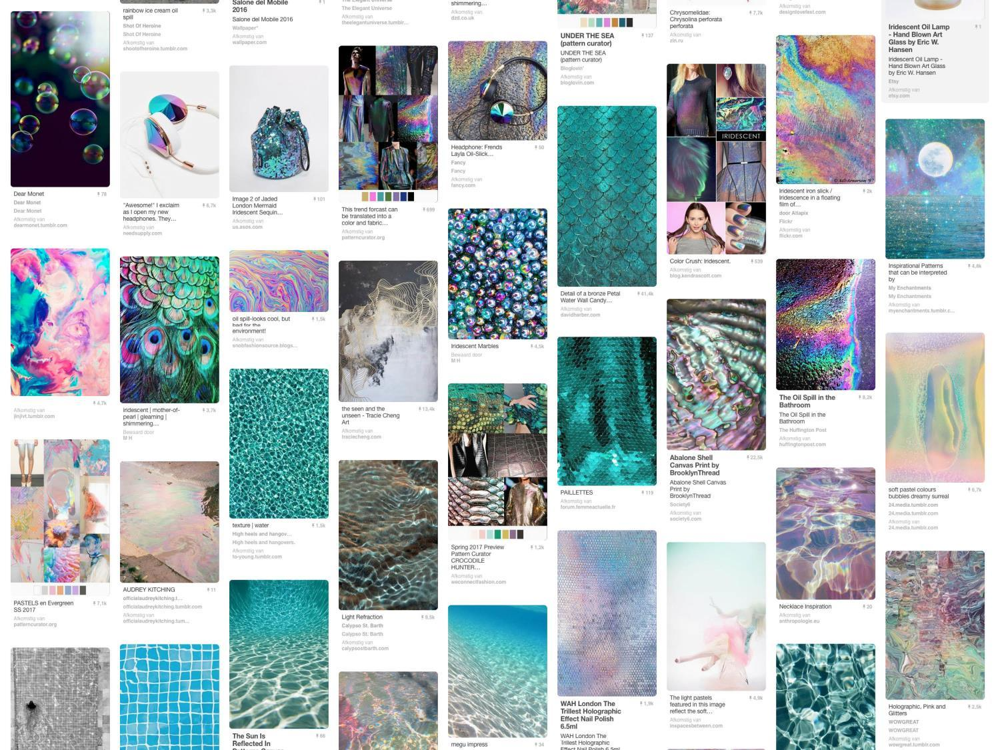 rainbow ice cream oil
spill
3,3k
Shot Of Heroine
Shot Of Heroine
Afkomstig van
shootofheroine.tumblr.com
Salone del Mobile
2016
1
Salone del Mobile 2016
Wallpaper*
Afkomstig van
wallpaper.com
The Elegant Universe
Afkomstig van
theelegantuniverse.tumblr...
shimmering...
Afkomstig van
dzd.co.uk
UNDER THE SEA
(pattern curator)
137
UNDER THE SEA
(pattern curator)
Bloglovin'
Afkomstig van
bloglovin.com
Chrysomelidae:
Chrysolina perforata
perforata
7,7k
Afkomstig van
zin.ru
Afkomstig van
designlovefest.com
Iridescent Oil Lamp
- Hand Blown Art
Glass by Eric W.
Hansen
1
Iridescent Oil Lamp -
Hand Blown Art Glass
by Eric W. Hansen
Etsy
Afkomstig van
etsy.com
Dear Monet
78
Dear Monet
Dear Monet
Afkomstig van
dearmonet.tumblr.com
"Awesome!" I exclaim
as I open my new
headphones. They...
6,7k
Afkomstig van
needsupply.com
Image 2 of Jaded
London Mermaid
Iridescent Sequin...
101
Afkomstig van
us.asos.com
This trend forcast can
be translated into a
color and fabric...
699
Afkomstig van
patterncurator.org
Headphone: Frends
Layla Oil-Slick...
50
Fancy
Fancy
Afkomstig van
fancy.com
Detail of a bronze Petal
Water Wall Candy...
41,4k
Afkomstig van
davidharber.com
IRIDESCENT
Color Crush: Iridescent.
539
Afkomstig van
blog.kendrascott.com
© Atli-Arnarson '97
Iridescent iron slick /
Iridescence in a floating
film of...
2k
door Atlapix
Flickr
Afkomstig van
flickr.com
Inspirational Patterns
that can be interpreted
by
4,8k
My Enchantments
My Enchantments
Afkomstig van
myenchantments.tumblr.c...
4,7k
Afkomstig van
jinjivt.tumblr.com
iridescent | mother-of-
pearl | gleaming |
shimmering...
3,7k
Bewaard door
M H
oil spill-looks cool, but
bad for the
environment!
1,5k
Afkomstig van
snobfashionsource.blogs...
the seen and the
unseen - Tracie Cheng
Art
13,4k
Afkomstig van
traciecheng.com
Iridescent Marbles
4,5k
Bewaard door
M H
PAILLETTES
119
Afkomstig van
forum.femmeactuelle.fr
Abalone Shell
Canvas Print by
BrooklynThread
22,5k
Abalone Shell Canvas
Print by
BrooklynThread
Society6
Afkomstig van
society6.com
The Oil Spill in the
Bathroom
8,2k
The Oil Spill in the
Bathroom
The Huffington Post
Afkomstig van
huffingtonpost.com
soft pastel colours
bubbles dreamy surreal
6,7k
24.media.tumblr.com
24.media.tumblr.com
Afkomstig van
24.media.tumblr.com
PASTELS en Evergreen
SS 2017
7,1k
Afkomstig van
patterncurator.org
AUDREY KITCHING
11
officialaudreykitching.t...
officialaudreykitching.tumblr.com
Afkomstig van
officialaudreykitching.tum...
texture | water
1,5k
High heels and hangov...
High heels and hangovers.
Afkomstig van
to-young.tumblr.com
Light Refraction
9,5k
Calypso St. Barth
Calypso St. Barth
Afkomstig van
calypsostbarth.com
Spring 2017 Preview
Pattern Curator
CROCODILE
HUNTER...
1,2k
Afkomstig van
weconnectfashion.com
WAH London The
Trillest Holographic
Effect Nail Polish
6.5ml
1,9k
WAH London The
Trillest Holographic
Effect Nail Polish 6.5ml
The light pastels
featured in this image
reflect the soft...
4,9k
Afkomstig van
inspacesbetween.com
Necklace Inspiration
20
Afkomstig van
anthropologie.eu
Holographic, Pink and
Glitters
2,5k
WOWGREAT
WOWGREAT
Afkomstig van
wowgreat.tumblr.com
The Sun Is
Reflected In
66
megu impress
34